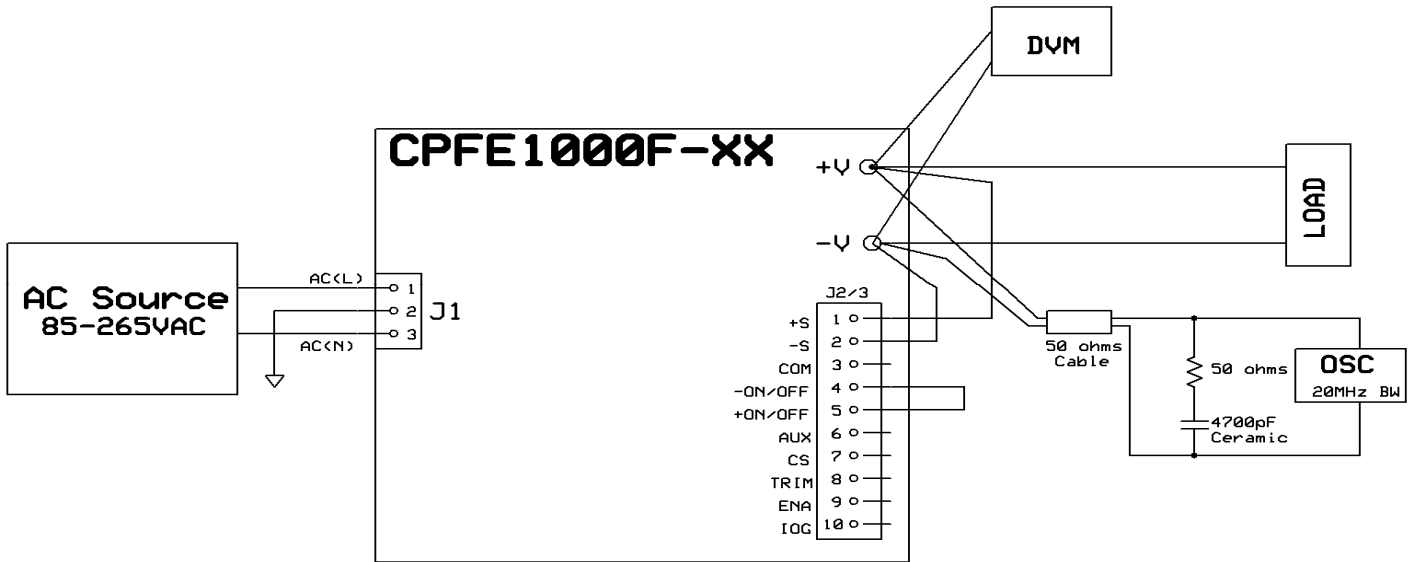 DVM
CPFE1000F-XX
+V
-V
LOAD
AC Source
85-265VAC
AC(L)
AC(N)
1
2
3
J1
J2/3
+S 1
-S 2
COM 3
-ON/OFF 4
+ON/OFF 5
AUX 6
CS 7
TRIM 8
ENA 9
IOG 10
50 ohms
Cable
50 ohms
4700pF
Ceramic
OSC
20MHz BW